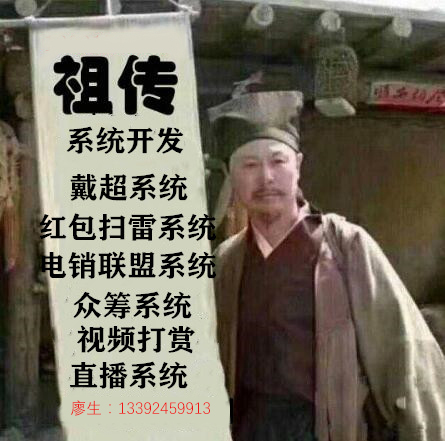 祖传
系统开发
戴超系统
红包扫雷系统
电销联盟系统
众筹系统
视频打赏
直播系统
廖生：13392459913